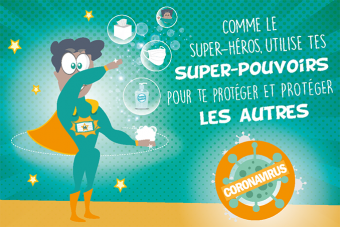 COMME LE
SUPER-HÉROS, UTILISE TES
SUPER-POUVOIRS
POUR TE PROTÉGER ET PROTÉGER
LES AUTRES
CORONAVIRUS